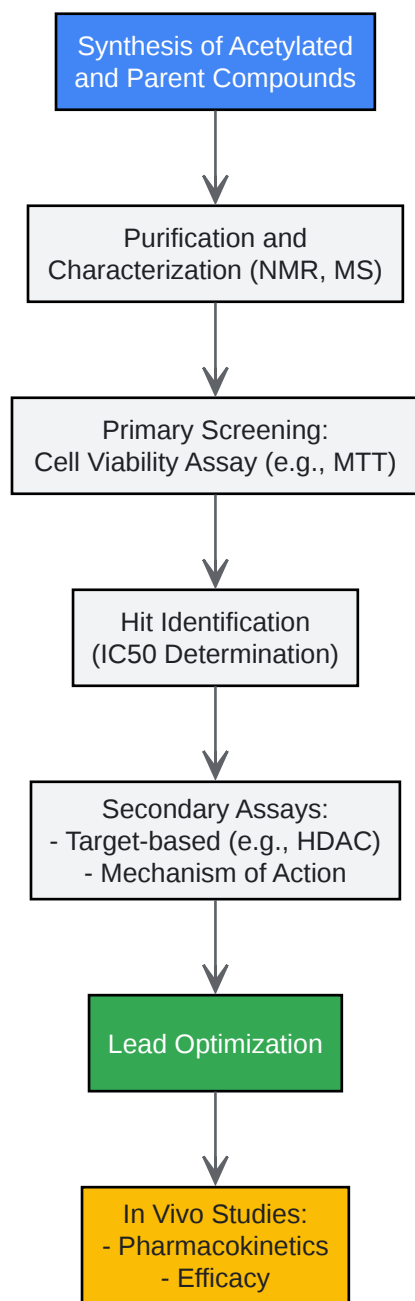 Synthesis of Acetylated
and Parent Compounds
Purification and
Characterization (NMR, MS)
Primary Screening:
Cell Viability Assay (e.g., MTT)
Hit Identification
(IC50 Determination)
Secondary Assays:
- Target-based (e.g., HDAC)
- Mechanism of Action
Lead Optimization
In Vivo Studies:
- Pharmacokinetics
- Efficacy